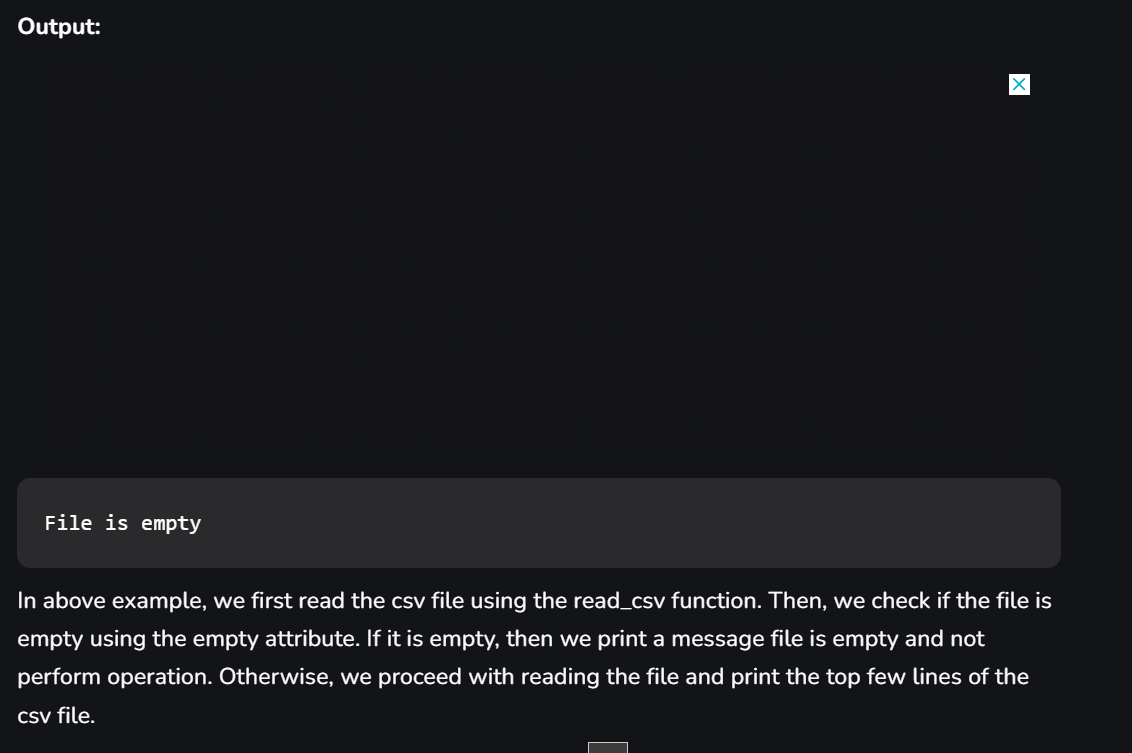 Output:
File is empty
In above example, we first read the csv file using the read_csv function. Then, we check if the file is
empty using the empty attribute. If it is empty, then we print a message file is empty and not
perform operation. Otherwise, we proceed with reading the file and print the top few lines of the
csv file.